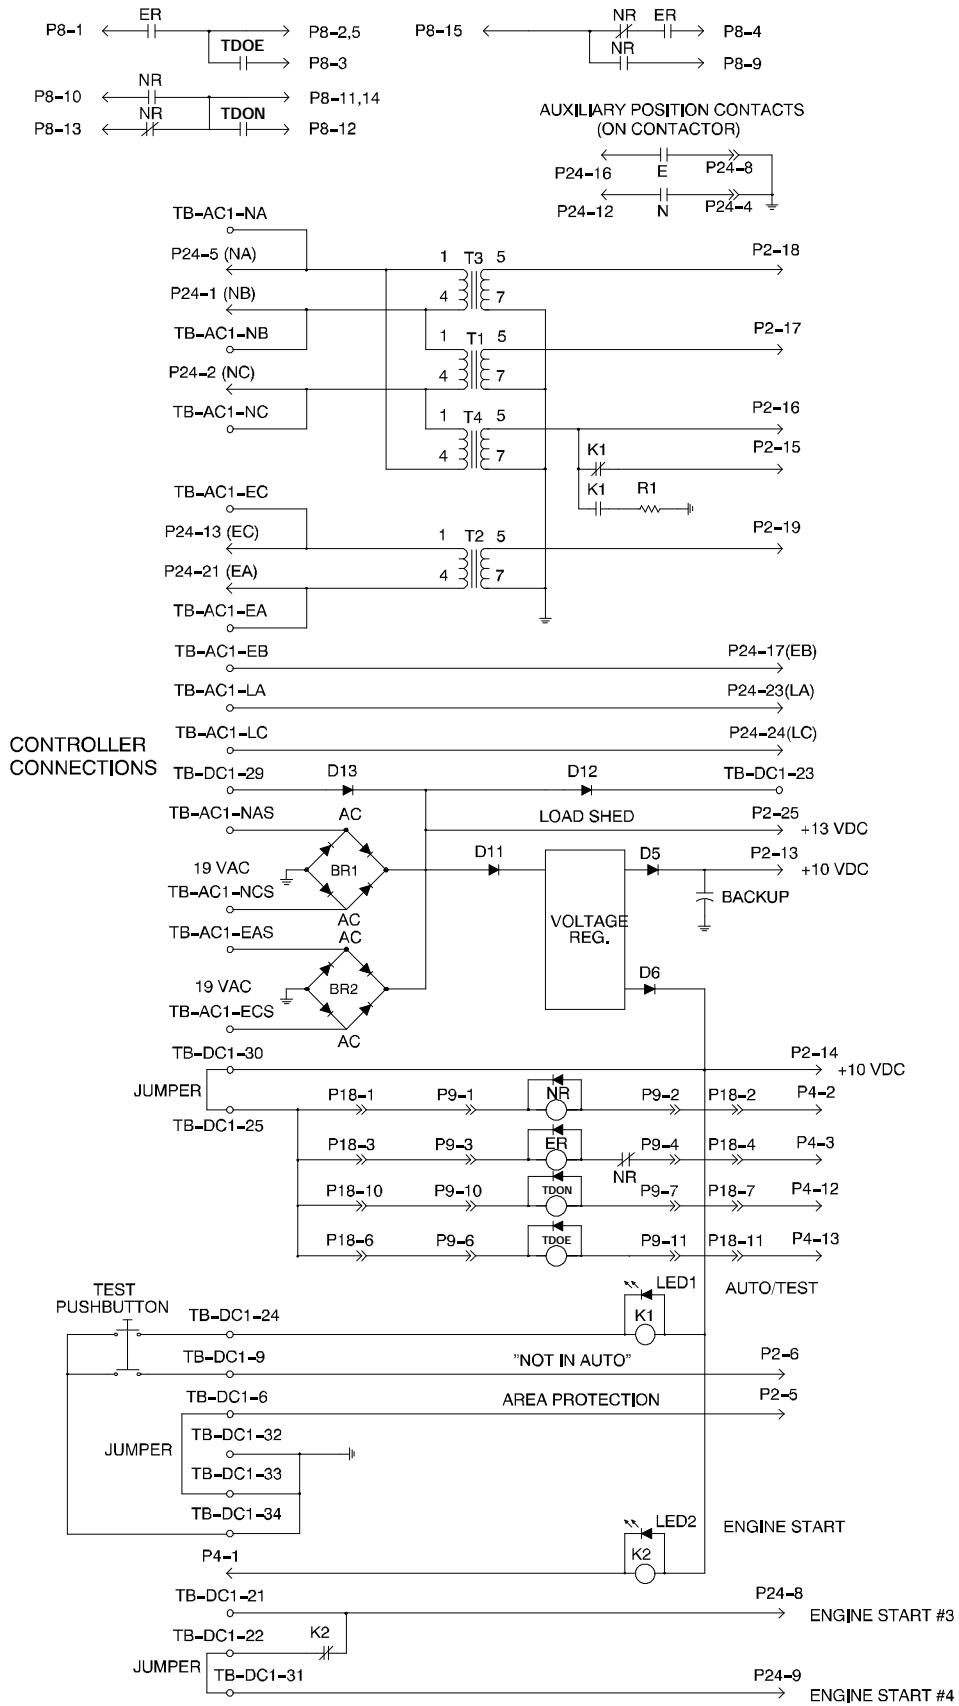 ER
P8-1
P8-2,5
TDOE
P8-3
NR
P8-10
P8-11,14
NR
TDON
P8-13
P8-12
NR ER
P8-15
P8-4
NR
P8-9
AUXILIARY POSITION CONTACTS
(ON CONTACTOR)
P24-16 E P24-8
P24-12 N P24-4
TB-AC1-NA
P24-5 (NA) 1 T3 5 P2-18
P24-1 (NB) 4 7
TB-AC1-NB 1 T1 5 P2-17
P24-2 (NC) 4 7
TB-AC1-NC 1 T4 5 P2-16
4 7 K1 P2-15
TB-AC1-EC K1 R1
P24-13 (EC) 1 T2 5 P2-19
P24-21 (EA) 4 7
TB-AC1-EA
TB-AC1-EB P24-17(EB)
TB-AC1-LA P24-23(LA)
TB-AC1-LC P24-24(LC)
CONTROLLER
CONNECTIONS
TB-DC1-29 D13 D12 TB-DC1-23
TB-AC1-NAS AC LOAD SHED P2-25
+13 VDC
19 VAC BR1 D11 D5 P2-13
+10 VDC
TB-AC1-NCS AC BACKUP
VOLTAGE
REG.
TB-AC1-EAS AC
19 VAC BR2 D6
TB-AC1-ECS AC
TB-DC1-30 P2-14
+10 VDC
JUMPER P18-1 P9-1 NR P9-2 P18-2 P4-2
TB-DC1-25
P18-3 P9-3 ER P9-4 P18-4 P4-3
NR
P18-10 P9-10 TDON P9-7 P18-7 P4-12
P18-6 P9-6 TDOE P9-11 P18-11 P4-13
TEST
PUSHBUTTON
LED1 AUTO/TEST
TB-DC1-24 K1
TB-DC1-9 "NOT IN AUTO" P2-6
TB-DC1-6 AREA PROTECTION P2-5
TB-DC1-32
JUMPER
TB-DC1-33
TB-DC1-34
LED2 ENGINE START
P4-1 K2
TB-DC1-21 P24-8
ENGINE START #3
TB-DC1-22 K2
JUMPER
TB-DC1-31 P24-9
ENGINE START #4